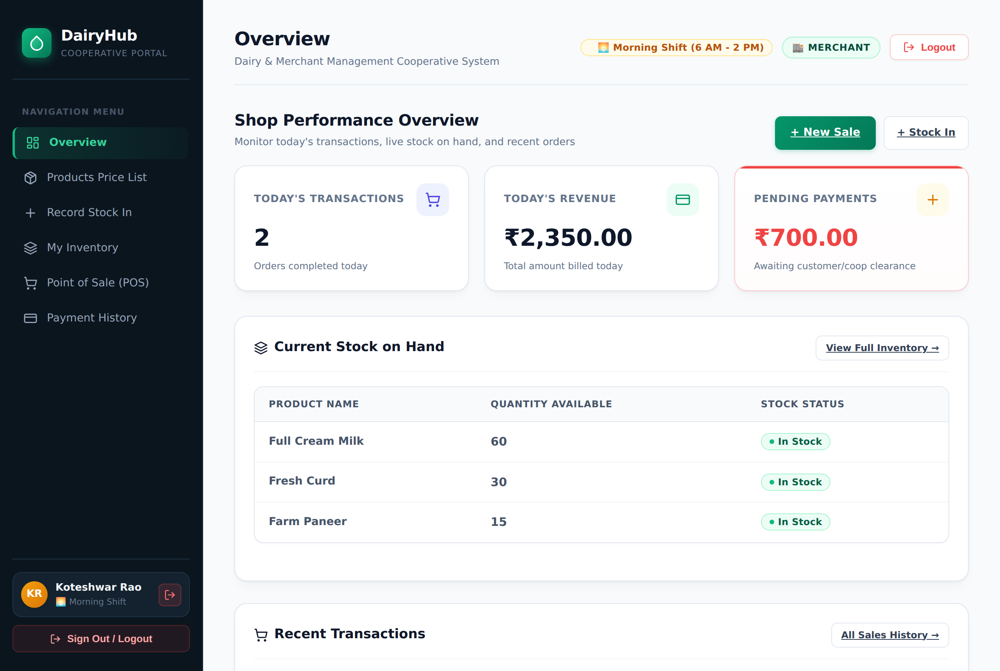 DairyHub
COOPERATIVE PORTAL
NAVIGATION MENU
Overview
Products Price List
Record Stock In
My Inventory
Point of Sale (POS)
Payment History
KR
Koteshwar Rao
🌅 Morning Shift
Sign Out / Logout
Overview
Dairy & Merchant Management Cooperative System
🌅 Morning Shift (6 AM - 2 PM)
🏬 MERCHANT
Logout
Shop Performance Overview
Monitor today's transactions, live stock on hand, and recent orders
+ New Sale
+ Stock In
TODAY'S TRANSACTIONS
2
Orders completed today
TODAY'S REVENUE
₹2,350.00
Total amount billed today
PENDING PAYMENTS
₹700.00
Awaiting customer/coop clearance
Current Stock on Hand
View Full Inventory →
PRODUCT NAME QUANTITY AVAILABLE STOCK STATUS
Full Cream Milk 60 In Stock
Fresh Curd 30 In Stock
Farm Paneer 15 In Stock
Recent Transactions
All Sales History →